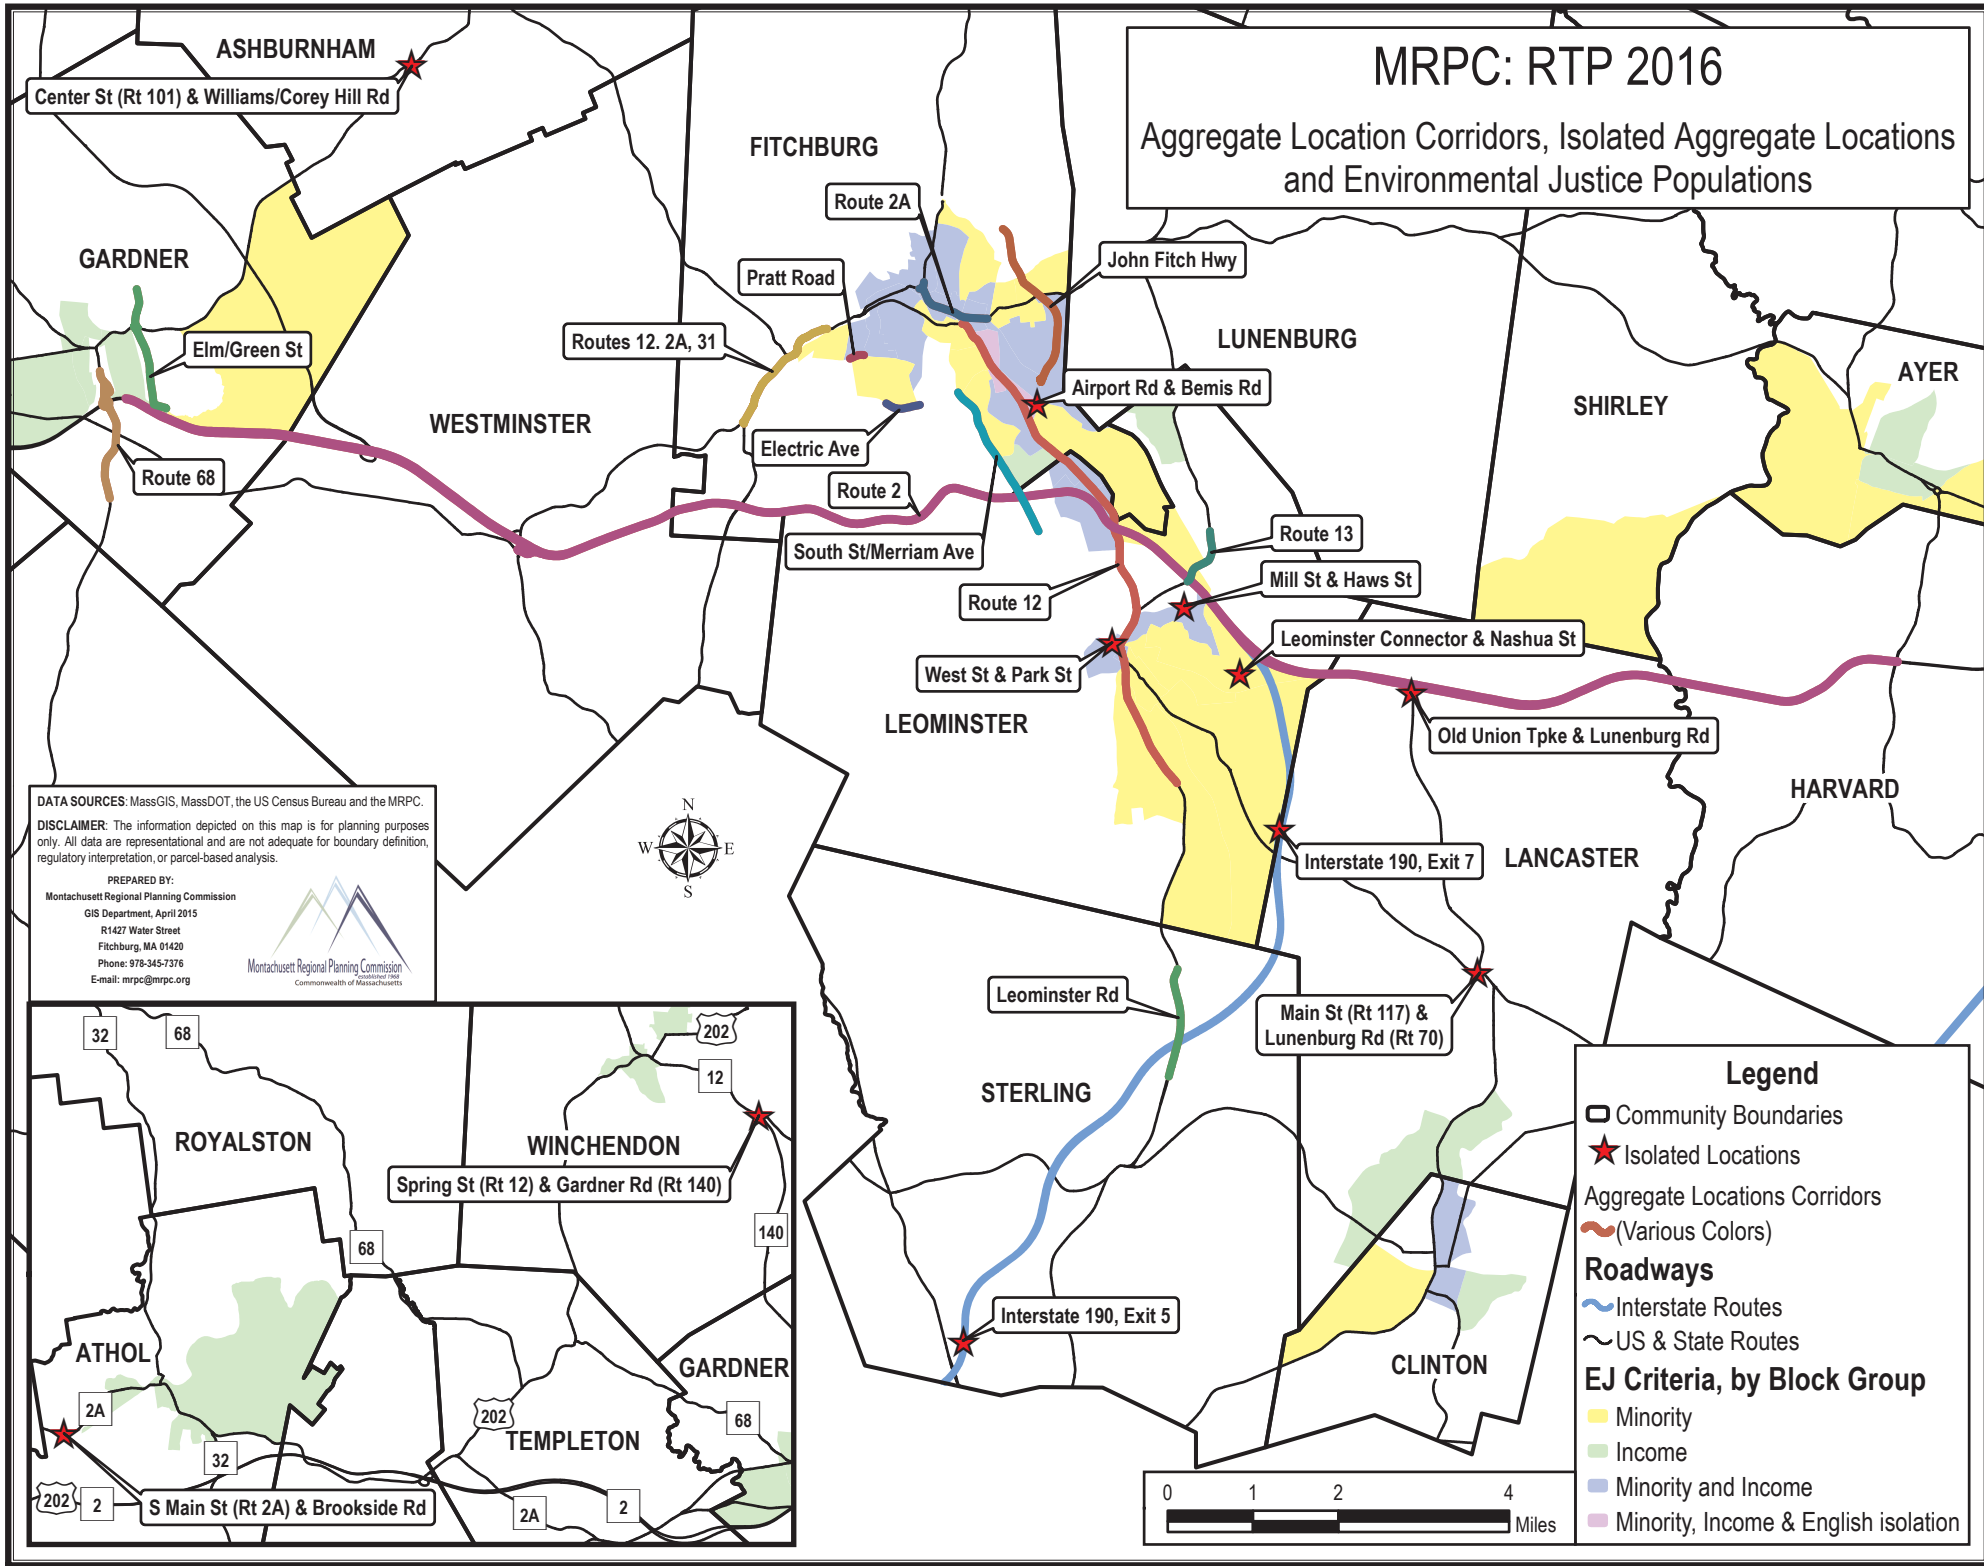 MRPC: RTP 2016
Aggregate Location Corridors, Isolated Aggregate Locations
and Environmental Justice Populations
ASHBURNHAM
Center St (Rt 101) & Williams/Corey Hill Rd
FITCHBURG
Route 2A
GARDNER
John Fitch Hwy
Pratt Road
Elm/Green St
Routes 12. 2A, 31
LUNENBURG
AYER
Airport Rd & Bemis Rd
SHIRLEY
WESTMINSTER
Electric Ave
Route 68
Route 2
South St/Merriam Ave
Route 13
Mill St & Haws St
Route 12
Leominster Connector & Nashua St
West St & Park St
LEOMINSTER
Old Union Tpke & Lunenburg Rd
HARVARD
Interstate 190, Exit 7
LANCASTER
Leominster Rd
Main St (Rt 117) &
Lunenburg Rd (Rt 70)
STERLING
Interstate 190, Exit 5
CLINTON
N
W
E
S
DATA SOURCES: MassGIS, MassDOT, the US Census Bureau and the MRPC.
DISCLAIMER: The information depicted on this map is for planning purposes
only. All data are representational and are not adequate for boundary definition,
regulatory interpretation, or parcel-based analysis.
PREPARED BY:
Montachusett Regional Planning Commission
GIS Department, April 2015
R1427 Water Street
Fitchburg, MA 01420
Phone: 978-345-7376
E-mail: mrpc@mrpc.org
Montachusett Regional Planning Commission
established 1968
Commonwealth of Massachusetts
32
68
202
12
ROYALSTON
WINCHENDON
Spring St (Rt 12) & Gardner Rd (Rt 140)
140
68
ATHOL
GARDNER
2A
202
68
TEMPLETON
32
202
2
S Main St (Rt 2A) & Brookside Rd
2A
2
Legend
Community Boundaries
Isolated Locations
Aggregate Locations Corridors
(Various Colors)
Roadways
Interstate Routes
US & State Routes
EJ Criteria, by Block Group
Minority
Income
Minority and Income
Minority, Income & English isolation
0
1
2
4
Miles